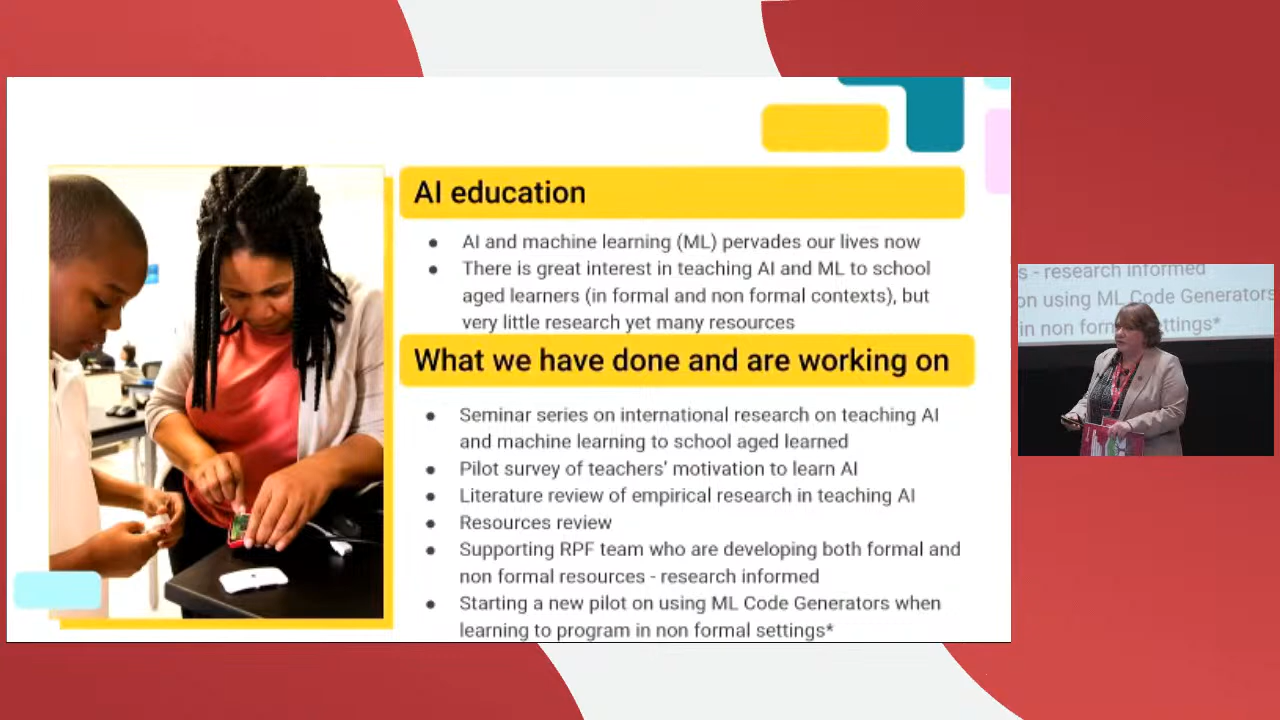 AI education
● AI and machine learning (ML) pervades our lives now
● There is great interest in teaching AI and ML to school
aged learners (in formal and non formal contexts), but
very little research yet many resources
What we have done and are working on
● Seminar series on international research on teaching AI
and machine learning to school aged learned
● Pilot survey of teachers' motivation to learn AI
● Literature review of empirical research in teaching AI
● Resources review
● Supporting RPF team who are developing both formal and
non formal resources - research informed
● Starting a new pilot on using ML Code Generators when
learning to program in non formal settings*
s - research informed
on using ML Code Generators
in non settings*